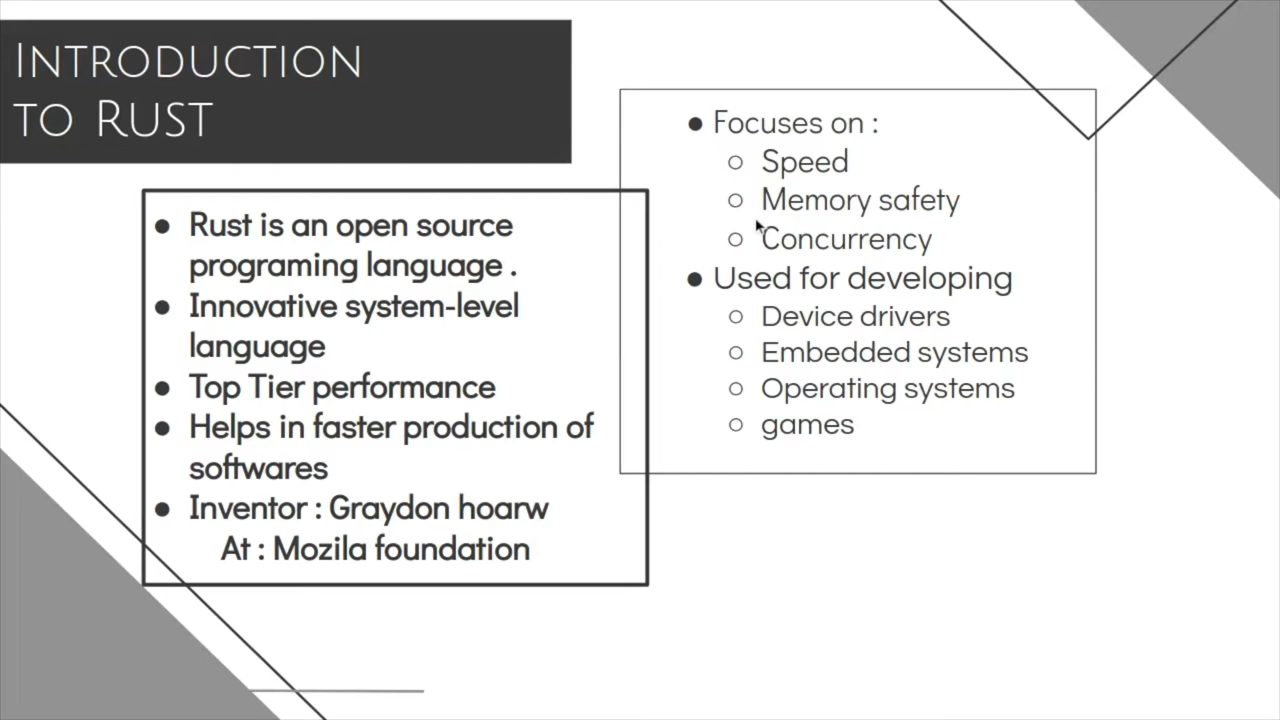 Introduction
to Rust
● Rust is an open source
programing language .
● Innovative system-level
language
● Top Tier performance
● Helps in faster production of
softwares
● Inventor : Graydon hoarw
At : Mozila foundation
● Focuses on :
○ Speed
○ Memory safety
○ Concurrency
● Used for developing
○ Device drivers
○ Embedded systems
○ Operating systems
○ games